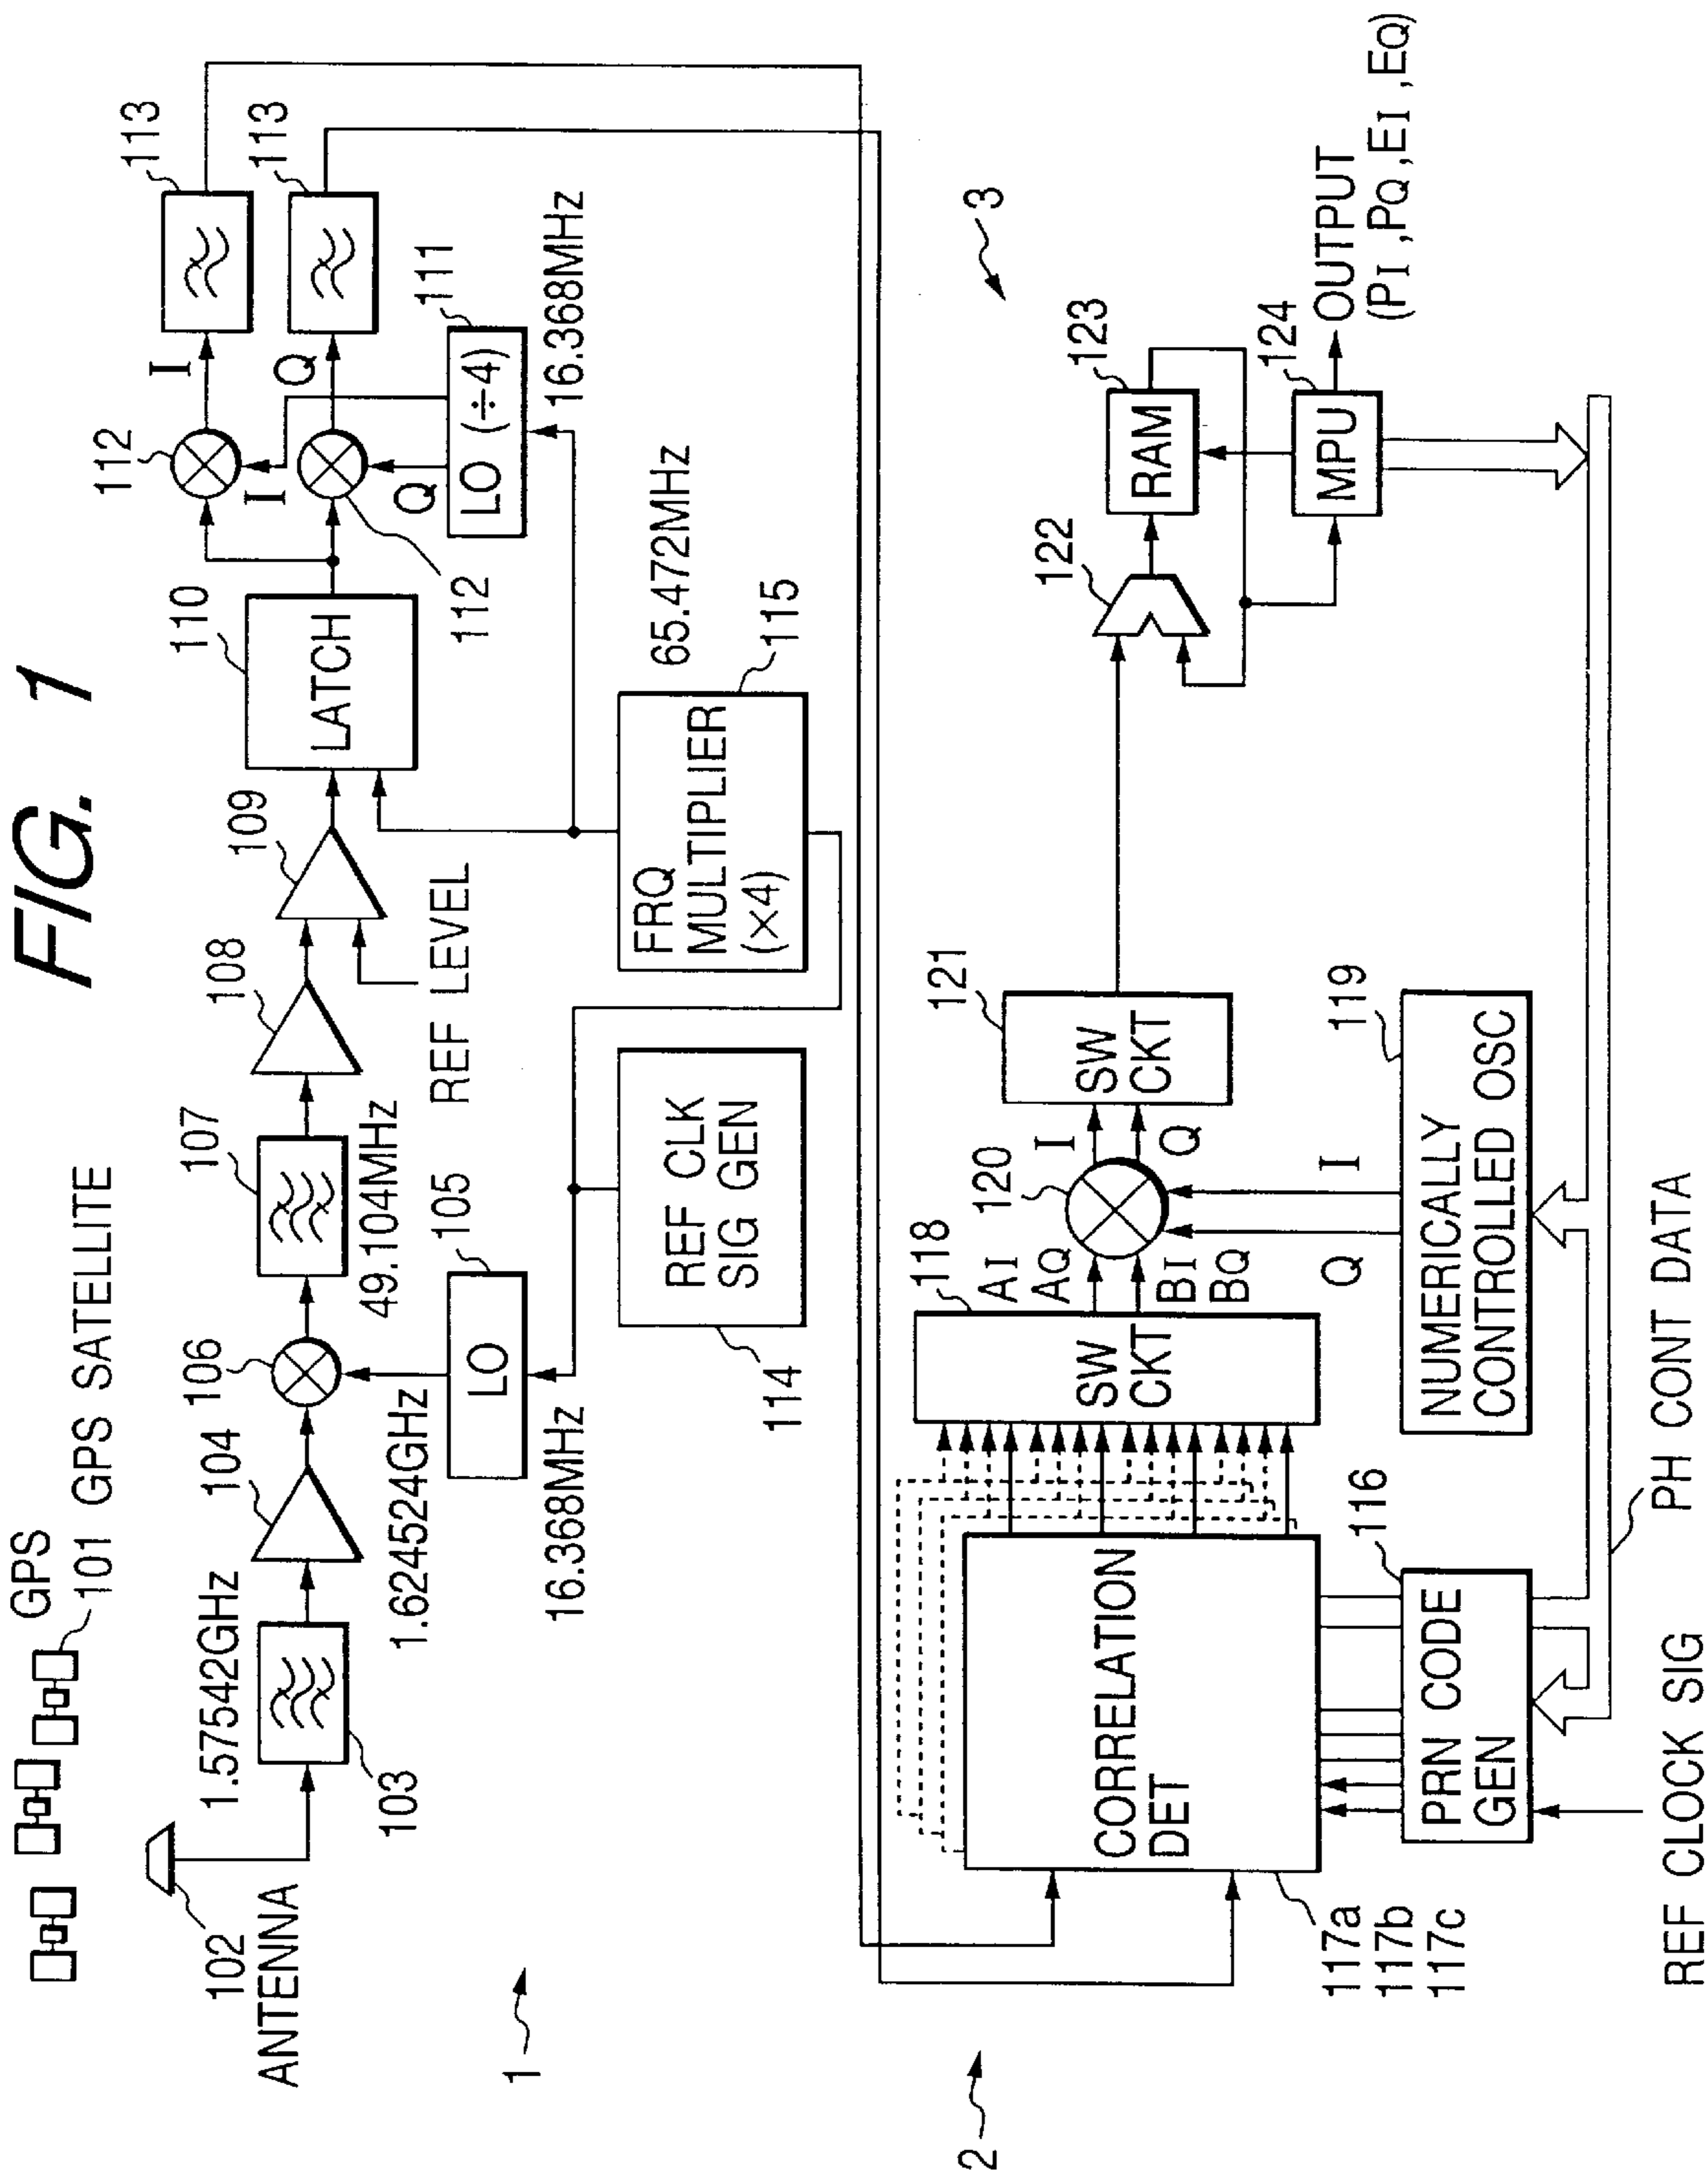 FIG. 1
GPS
101 GPS SATELLITE
102
ANTENNA
1.57542GHz
103
104
106
107
108
109
110
112
I
113
Q
113
I
Q
112
LATCH
LO (÷4)
111
16.368MHz
49.104MHz
REF LEVEL
1.624524GHz
105
LO
16.368MHz
REF CLK
SIG GEN
114
FRQ
MULTIPLIER
(×4)
65.472MHz
115
1
2
3
CORRELATION
DET
117a
117b
117c
118
SW
CKT
AI
AQ
BI
BQ
120
I
Q
121
SW
CKT
122
123
RAM
124
MPU
OUTPUT
(PI ,PQ ,EI ,EQ)
PRN CODE
GEN
116
Q
I
NUMERICALLY
CONTROLLED OSC
119
REF CLOCK SIG
PH CONT DATA